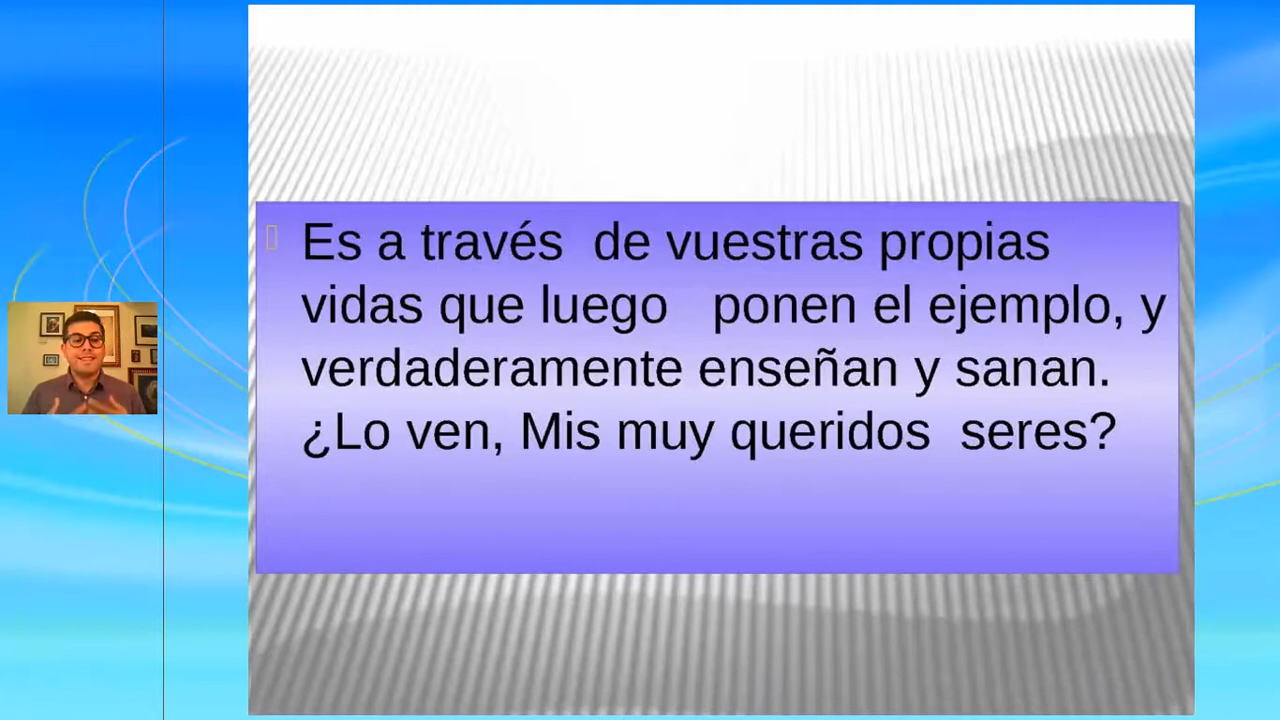 Es a través de vuestras propias
vidas que luego ponen el ejemplo, y
verdaderamente enseñan y sanan.
¿Lo ven, Mis muy queridos seres?